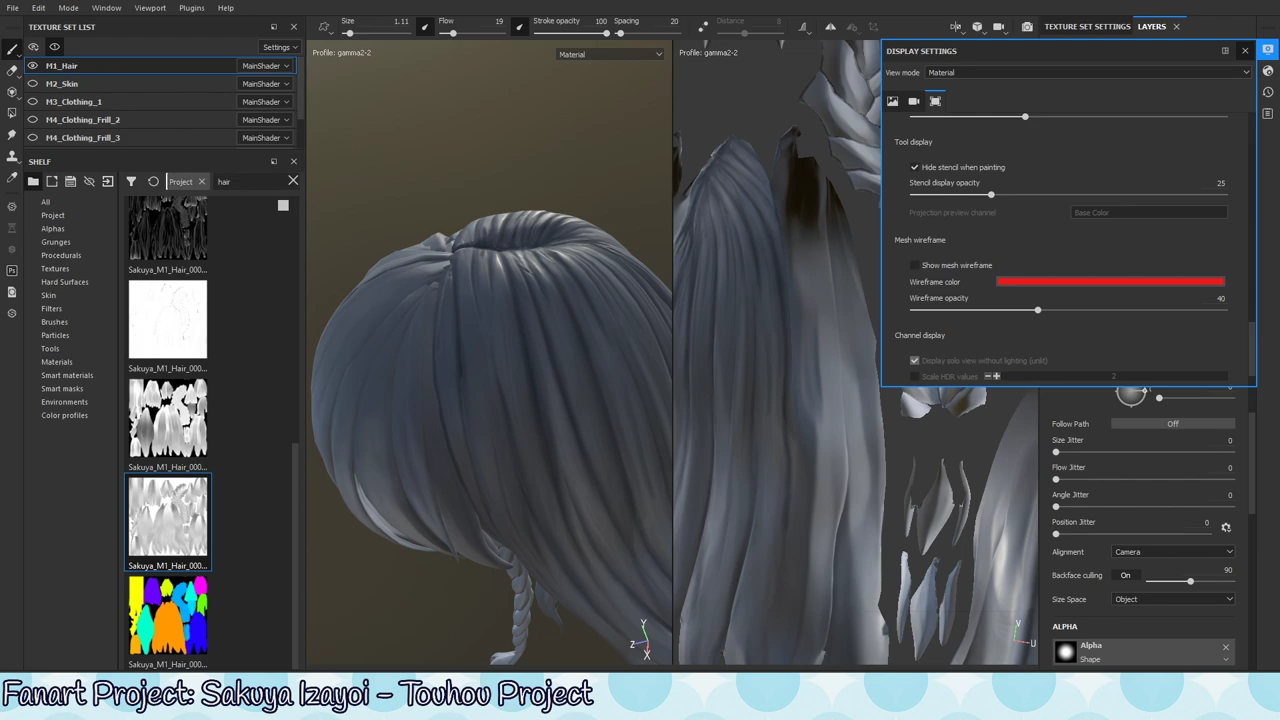 File Edit Mode Window Viewport Plugins Help
TEXTURE SET LIST
Size 1.11 Flow 19 Stroke opacity 100 Spacing 20 Distance 8
TEXTURE SET SETTINGS LAYERS
Settings
M1_Hair MainShader
M2_Skin MainShader
M3_Clothing_1 MainShader
M4_Clothing_Frill_2 MainShader
M4_Clothing_Frill_3 MainShader
SHELF
Project hair
All
Project
Alphas
Grunges
Procedurals
Textures
Hard Surfaces
Skin
Filters
Brushes
Particles
Tools
Materials
Smart materials
Smart masks
Environments
Color profiles
Sakuya_M1_Hair_000...
Sakuya_M1_Hair_000...
Sakuya_M1_Hair_000...
Sakuya_M1_Hair_000...
Sakuya_M1_Hair_000...
Ps
Profile: gamma2-2
Material
Profile: gamma2-2
Y
Z
X
V
U
DISPLAY SETTINGS
View mode Material
Tool display
Hide stencil when painting
Stencil display opacity 25
Projection preview channel Base Color
Mesh wireframe
Show mesh wireframe
Wireframe color
Wireframe opacity 40
Channel display
Display solo view without lighting (unlit)
Scale HDR values 2
Follow Path Off
Size Jitter 0
Flow Jitter 0
Angle Jitter 0
Position Jitter 0
Alignment Camera
Backface culling On 90
Size Space Object
ALPHA
Alpha
Shape
Fanart Project: Sakuya Izayoi - Touhou Project